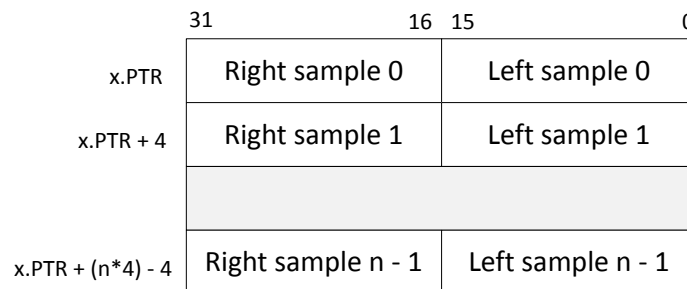 31 16 15 0
x.PTR Right sample 0 Left sample 0
x.PTR + 4 Right sample 1 Left sample 1
x.PTR + (n*4) - 4 Right sample n - 1 Left sample n - 1